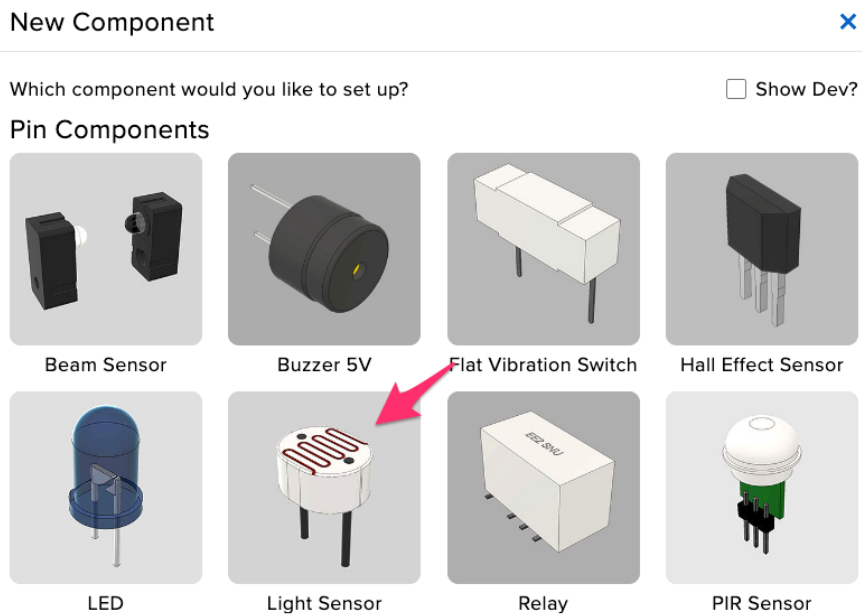 New Component
Which component would you like to set up?
Show Dev?
Pin Components
Beam Sensor
Buzzer 5V
Flat Vibration Switch
Hall Effect Sensor
LED
Light Sensor
Relay
PIR Sensor